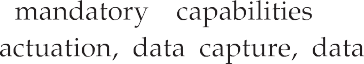 mandatory capabilities
actuation, data capture, data